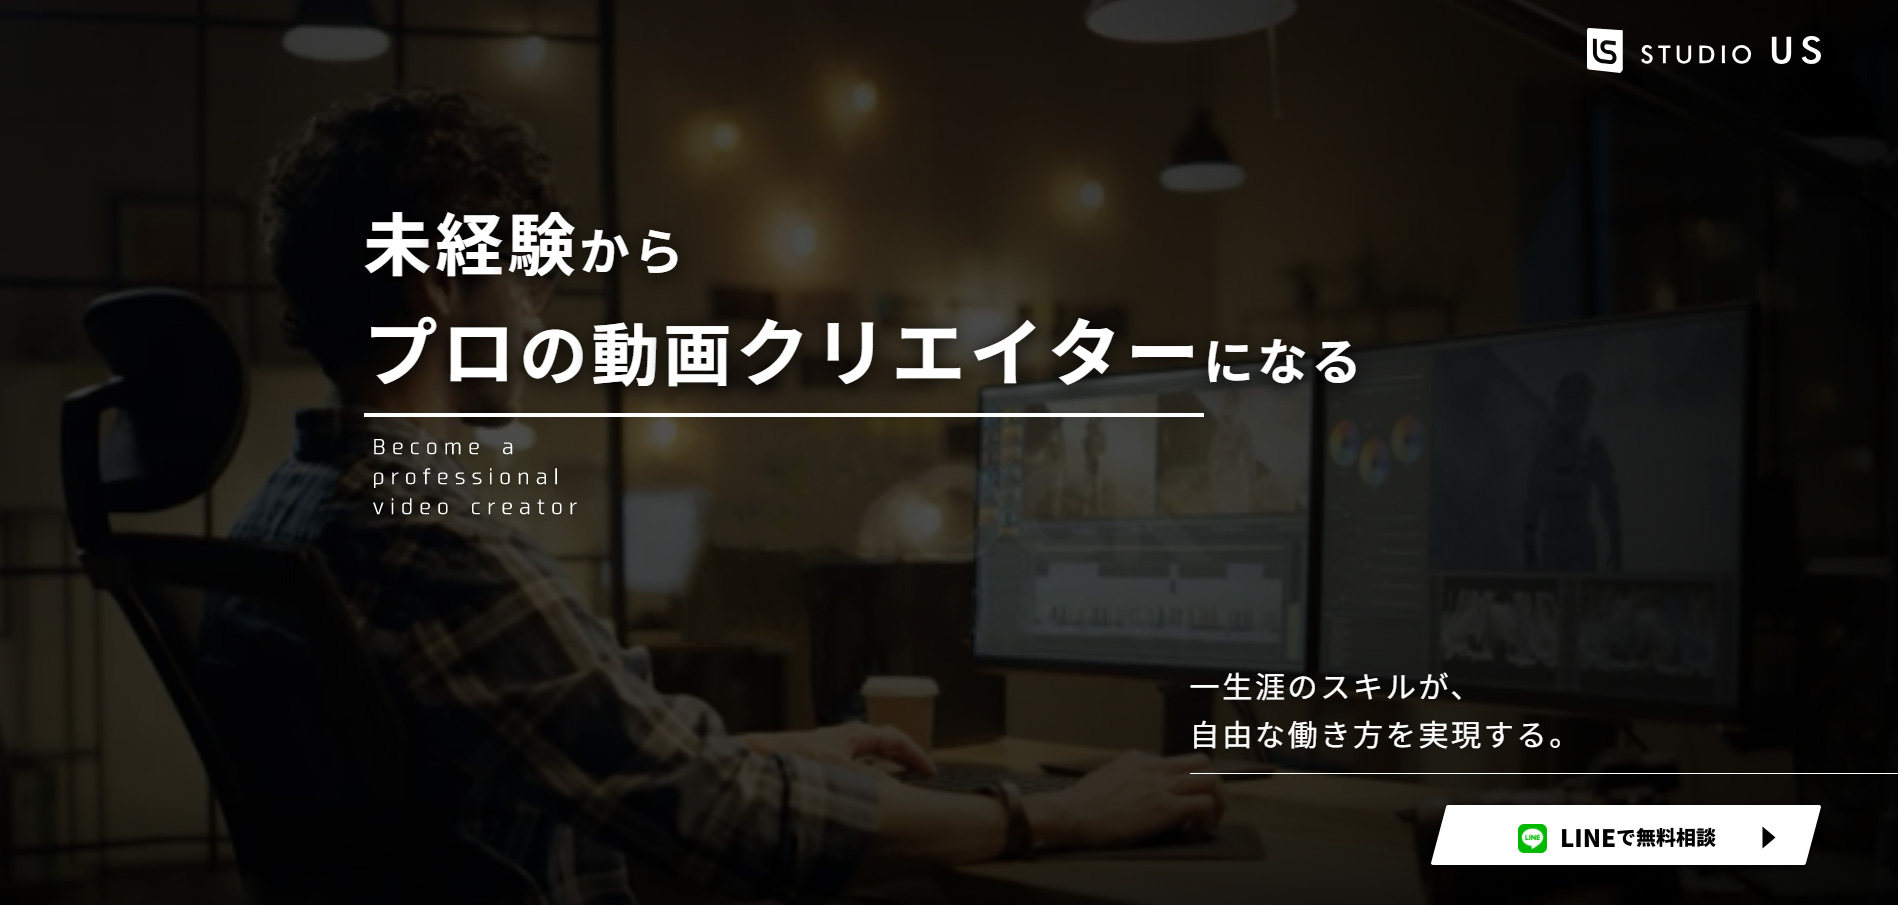 STUDIO US
未経験から
プロの動画クリエイターになる
Become a
professional
video creator
一生涯のスキルが、
自由な働き方を実現する。
LINEで無料相談